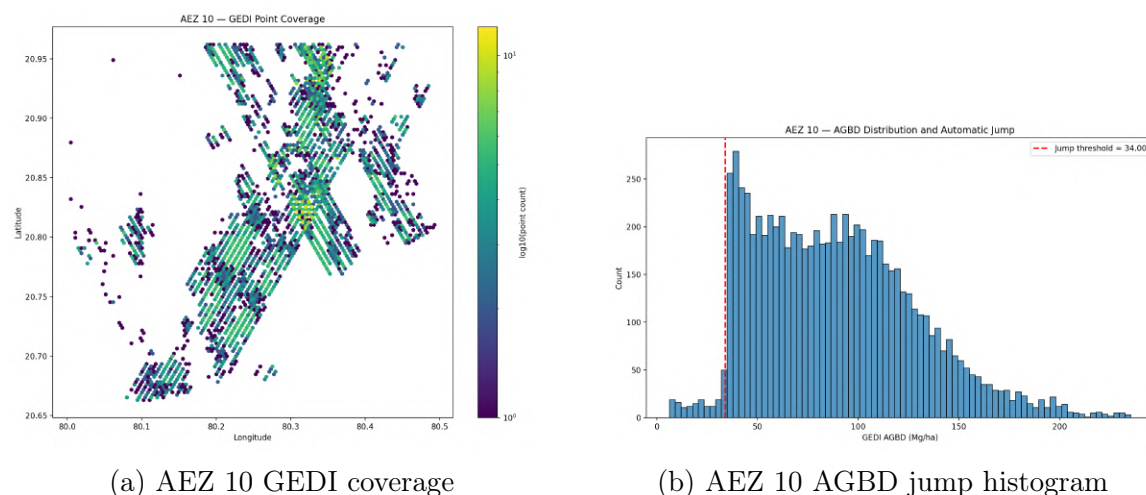 AEZ 10 — GEDI Point Coverage
20.95
20.90
20.85
20.80
20.75
20.70
20.65
Latitude
80.0 80.1 80.2 80.3 80.4 80.5
Longitude
10¹
10⁰
log10(point count)
(a) AEZ 10 GEDI coverage
AEZ 10 — AGBD Distribution and Automatic Jump
Jump threshold = 34.00
250
200
150
100
50
0
Count
0 50 100 150 200
GEDI AGBD (Mg/ha)
(b) AEZ 10 AGBD jump histogram